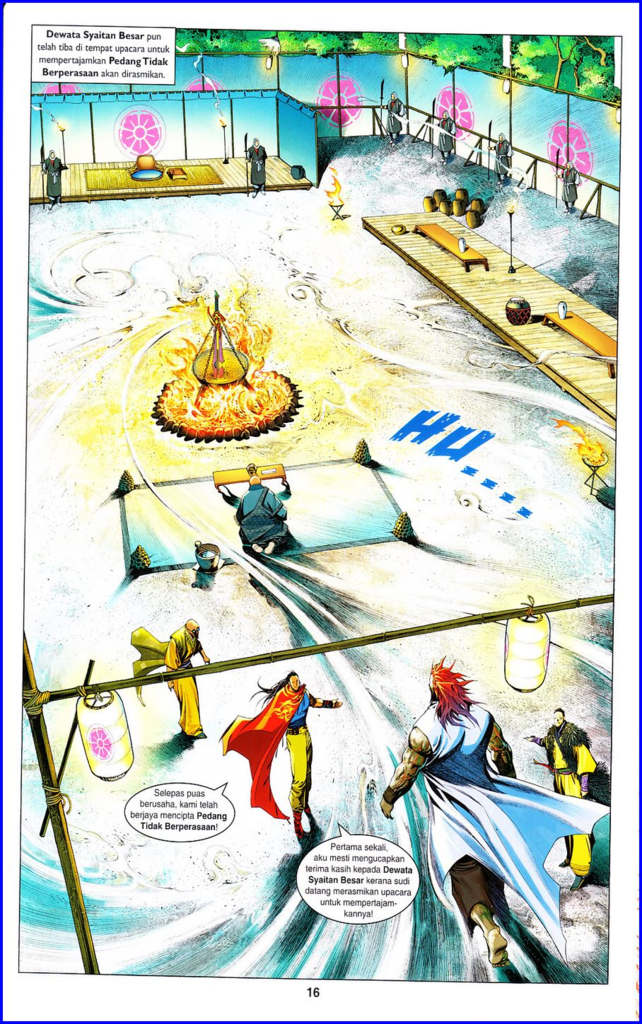 Dewata Syaitan Besar pun
telah tiba di tempat upacara untuk
mempertajamkan Pedang Tidak
Berperasaan akan dirasmikan.
HU....
Selepas puas
berusaha, kami telah
berjaya mencipta Pedang
Tidak Berperasaan!
Pertama sekali,
aku mesti mengucapkan
terima kasih kepada Dewata
Syaitan Besar kerana sudi
datang merasmikan upacara
untuk mempertajam-
kannya!
16